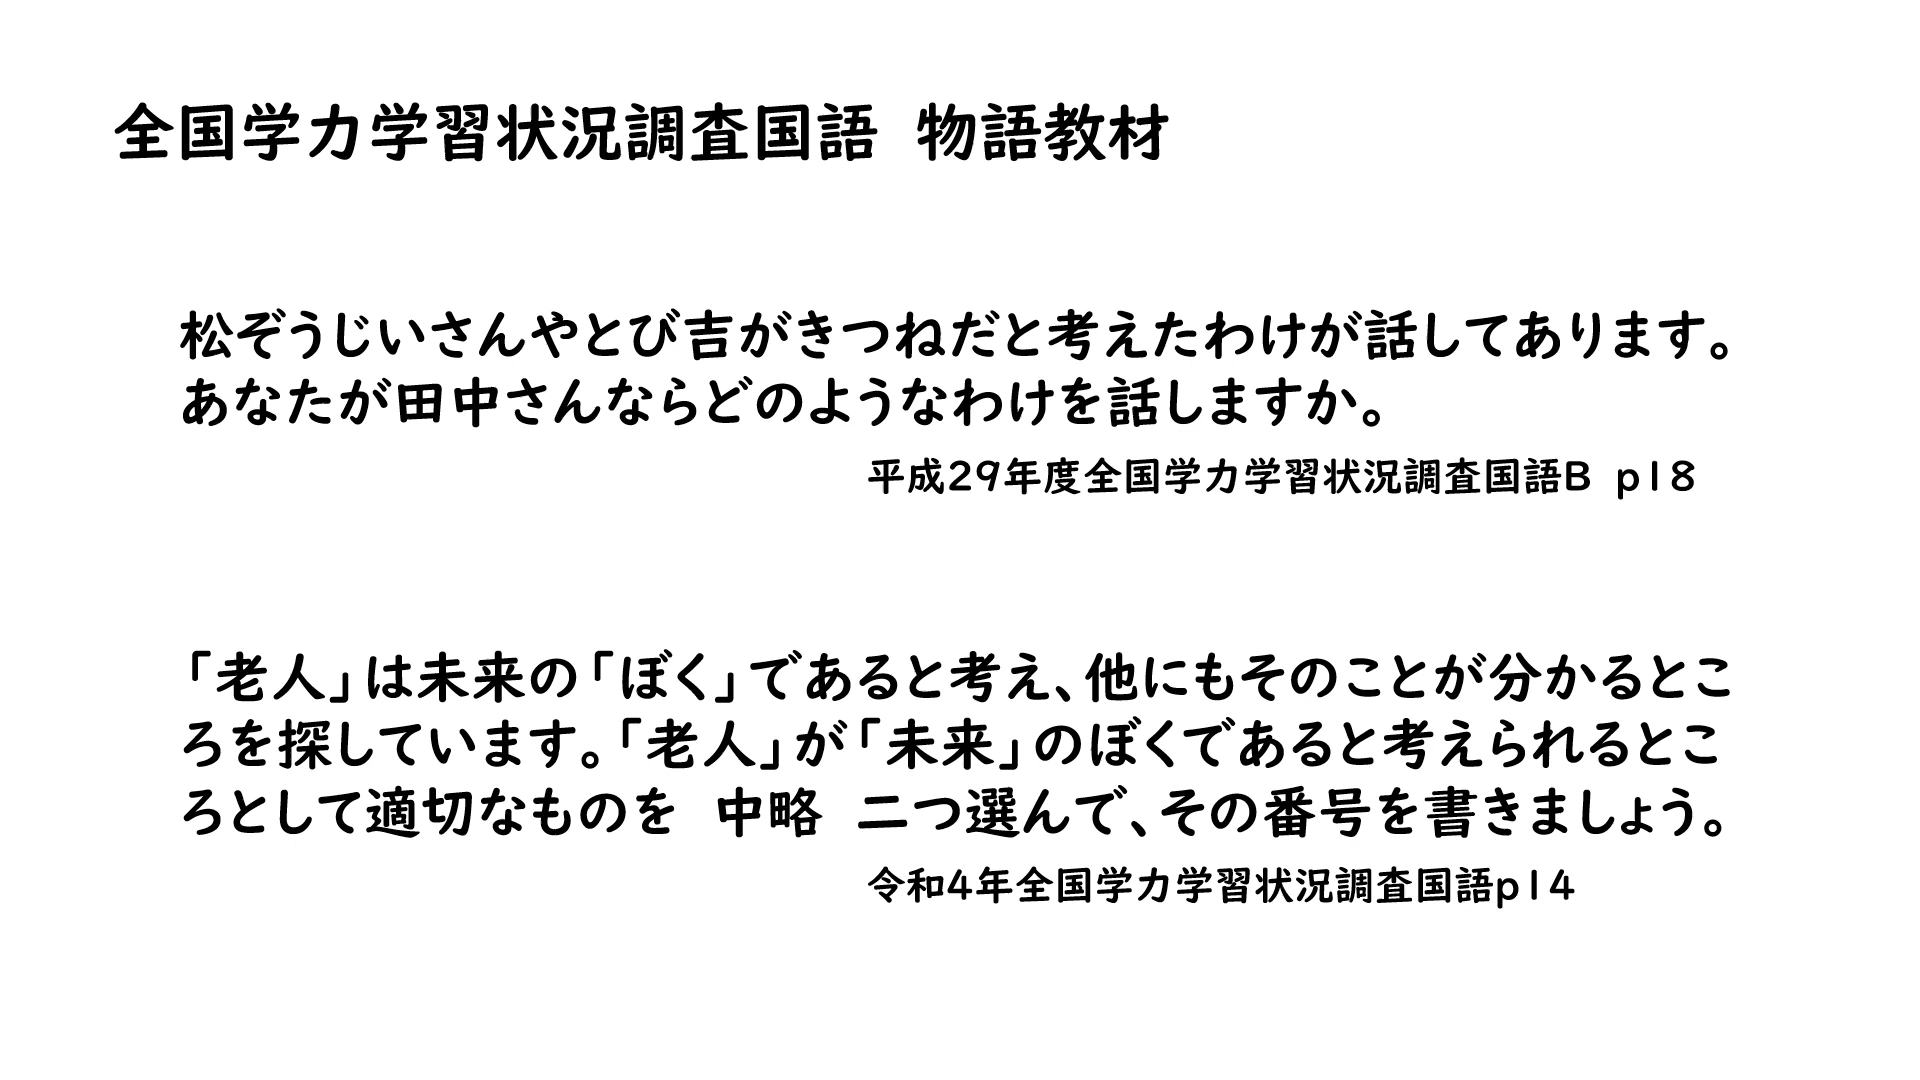 全国学力学習状況調査国語　物語教材
松ぞうじいさんやとび吉がきつねだと考えたわけが話してあります。
あなたが田中さんならどのようなわけを話しますか。
平成29年度全国学力学習状況調査国語B　p18
「老人」は未来の「ぼく」であると考え、他にもそのことが分かるとこ
ろを探しています。「老人」が「未来」のぼくであると考えられるとこ
ろとして適切なものを　中略　二つ選んで、その番号を書きましょう。
令和4年全国学力学習状況調査国語p14